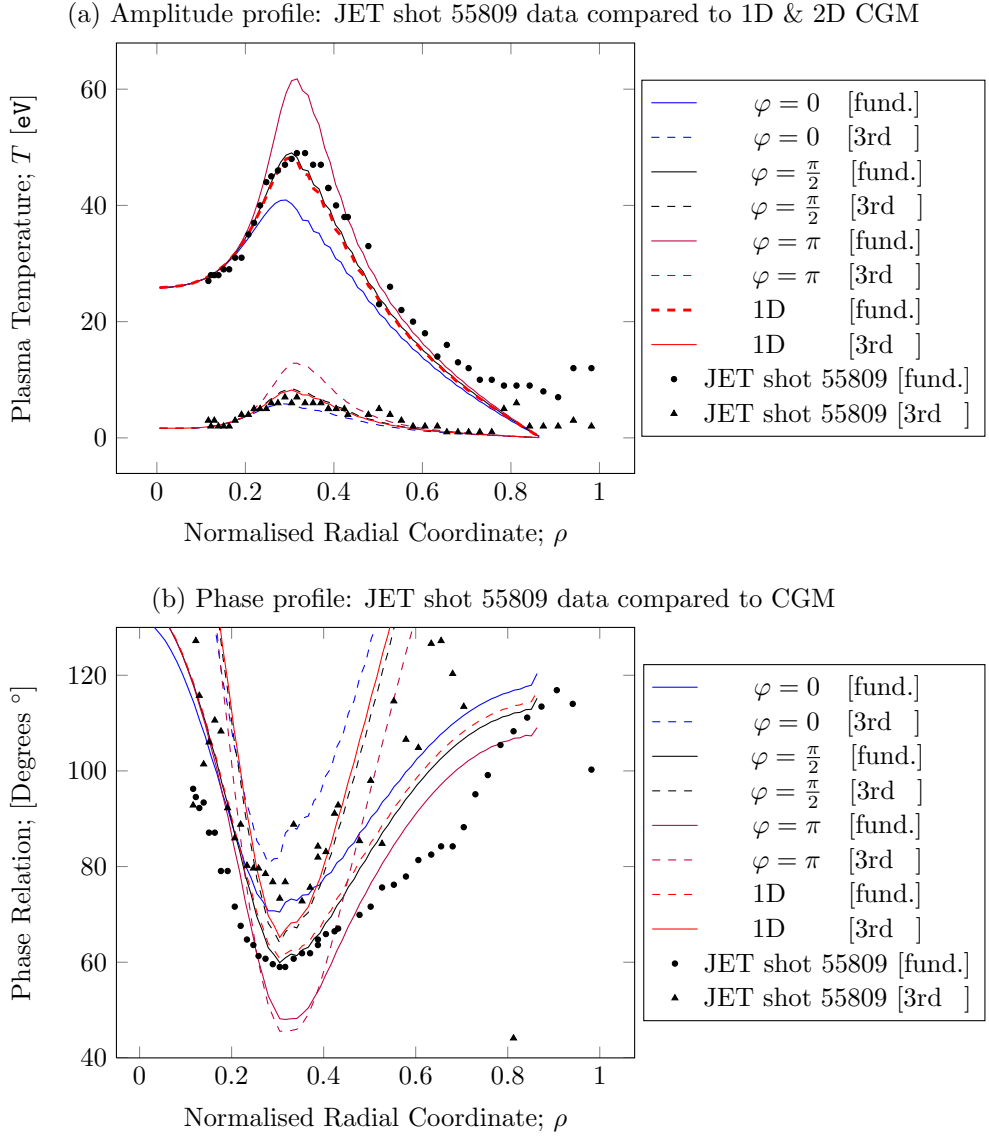 (a) Amplitude profile: JET shot 55809 data compared to 1D & 2D CGM
Plasma Temperature; T [eV]
60
40
20
0
0
0.2
0.4
0.6
0.8
1
Normalised Radial Coordinate; ρ
φ = 0 [fund.]
φ = 0 [3rd ]
φ = π/2 [fund.]
φ = π/2 [3rd ]
φ = π [fund.]
φ = π [3rd ]
1D [fund.]
1D [3rd ]
JET shot 55809 [fund.]
JET shot 55809 [3rd ]
(b) Phase profile: JET shot 55809 data compared to CGM
Phase Relation; [Degrees °]
120
100
80
60
40
0
0.2
0.4
0.6
0.8
1
Normalised Radial Coordinate; ρ
φ = 0 [fund.]
φ = 0 [3rd ]
φ = π/2 [fund.]
φ = π/2 [3rd ]
φ = π [fund.]
φ = π [3rd ]
1D [fund.]
1D [3rd ]
JET shot 55809 [fund.]
JET shot 55809 [3rd ]